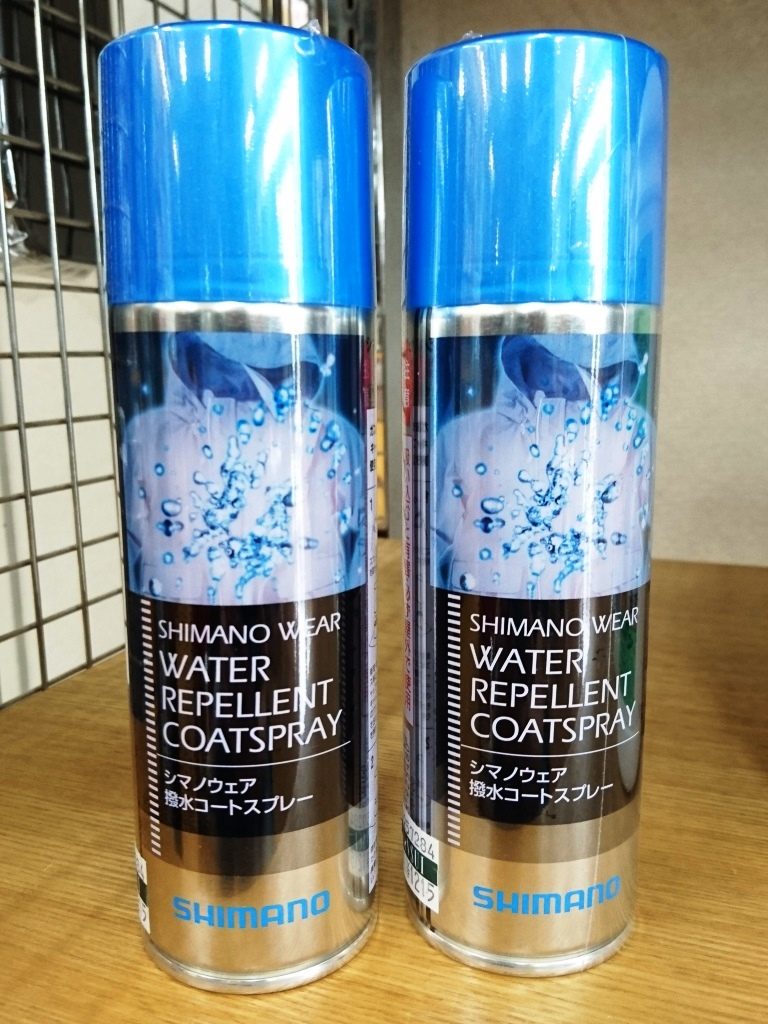 SHIMANO WEAR
WATER
REPELLENT
COATSPRAY
シマノウェア
撥水コートスプレー
SHIMANO
SHIMANO WEAR
WATER
REPELLENT
COATSPRAY
シマノウェア
撥水コートスプレー
1284
1215
SHIMANO